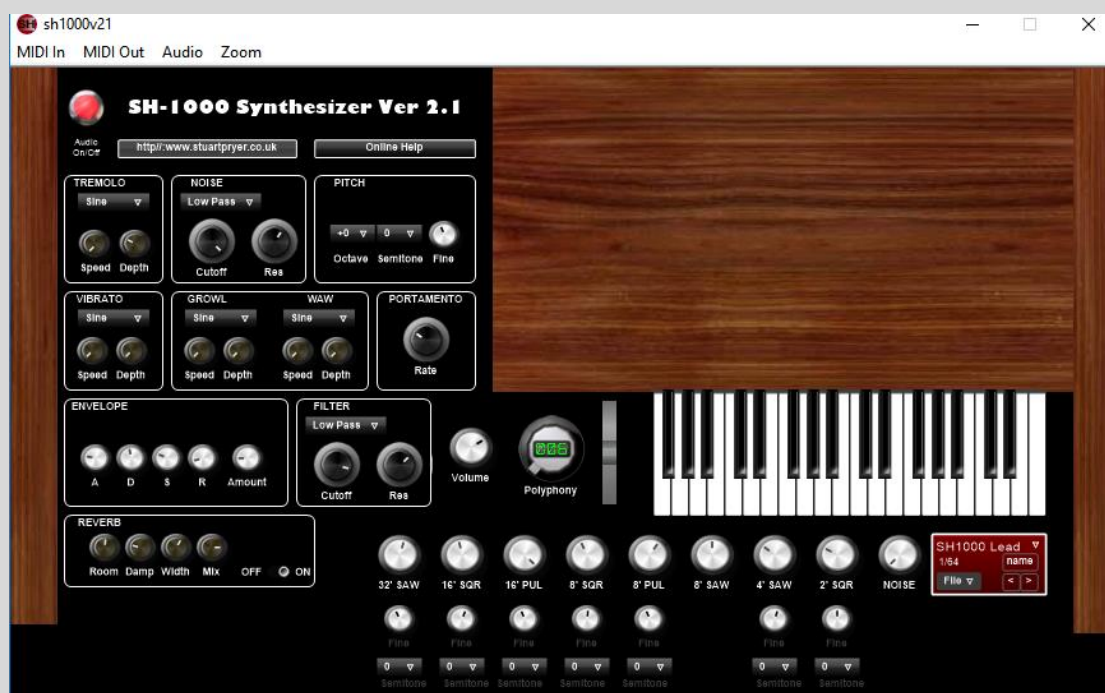 sh1000v21
MIDI In MIDI Out Audio Zoom
SH-1000 Synthesizer Ver 2.1
Audio
On/Off
http//:www.stuartpryer.co.uk Online Help
TREMOLO NOISE PITCH
Sine Low Pass
+0 0
Octave Semitone Fine
Speed Depth Cutoff Res
VIBRATO GROWL WAW PORTAMENTO
Sine Sine Sine
Rate
Speed Depth Speed Depth Speed Depth
ENVELOPE FILTER
Low Pass
006
A D S R Amount Volume
Cutoff Res Polyphony
REVERB
Room Damp Width Mix OFF ON
SH1000 Lead
1/64 name
File < >
32' SAW 16' SQR 16' PUL 8' SQR 8' PUL 8' SAW 4' SAW 2' SQR NOISE
Fine Fine Fine Fine Fine Fine Fine
0 0 0 0 0 0 0
Semitone Semitone Semitone Semitone Semitone Semitone Semitone